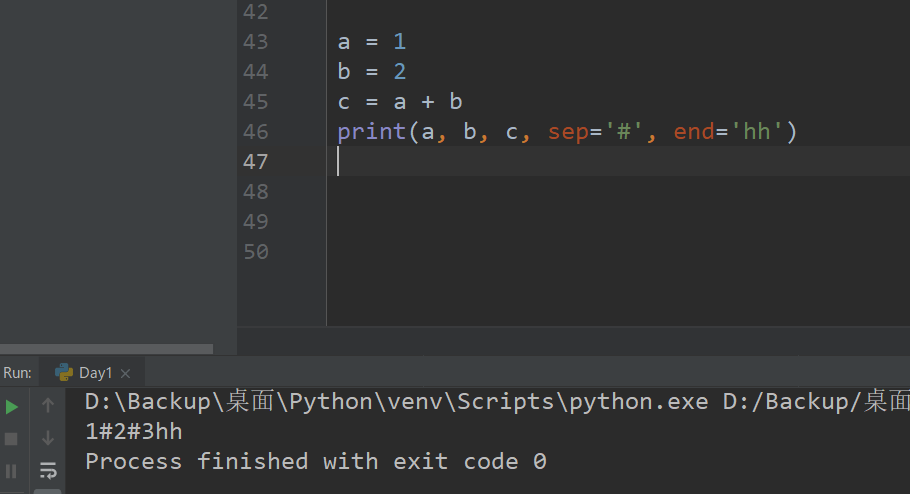 42
43 a = 1
44 b = 2
45 c = a + b
46 print(a, b, c, sep='#', end='hh')
47
48
49
50
Run: Day1
D:\Backup\桌面\Python\venv\Scripts\python.exe D:/Backup/桌面
1#2#3hh
Process finished with exit code 0